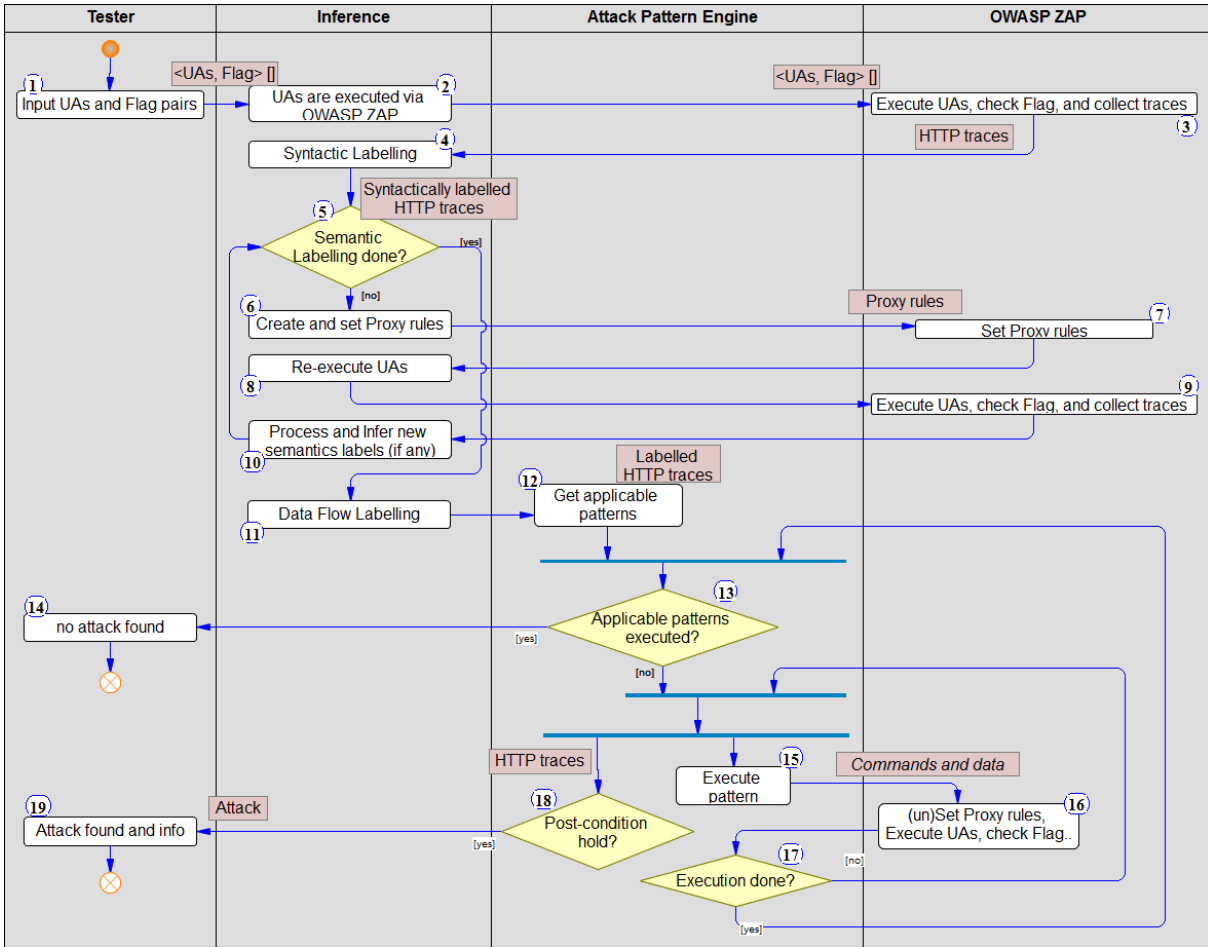 Tester
Inference
Attack Pattern Engine
OWASP ZAP
1
Input UAs and Flag pairs
<UAs, Flag> []
2
UAs are executed via
OWASP ZAP
<UAs, Flag> []
Execute UAs, check Flag, and collect traces
3
HTTP traces
4
Syntactic Labelling
Syntactically labelled
HTTP traces
5
Semantic
Labelling done?
[yes]
[no]
6
Create and set Proxy rules
Proxy rules
7
Set Proxy rules
Re-execute UAs
8
9
Execute UAs, check Flag, and collect traces
Process and Infer new
semantics labels (if any)
10
Labelled
HTTP traces
Data Flow Labelling
11
12
Get applicable
patterns
13
Applicable patterns
executed?
[yes]
[no]
14
no attack found
HTTP traces
15
Execute
pattern
Commands and data
16
(un)Set Proxy rules,
Execute UAs, check Flag..
17
Execution done?
[no]
[yes]
18
Post-condition
hold?
[yes]
Attack
19
Attack found and info